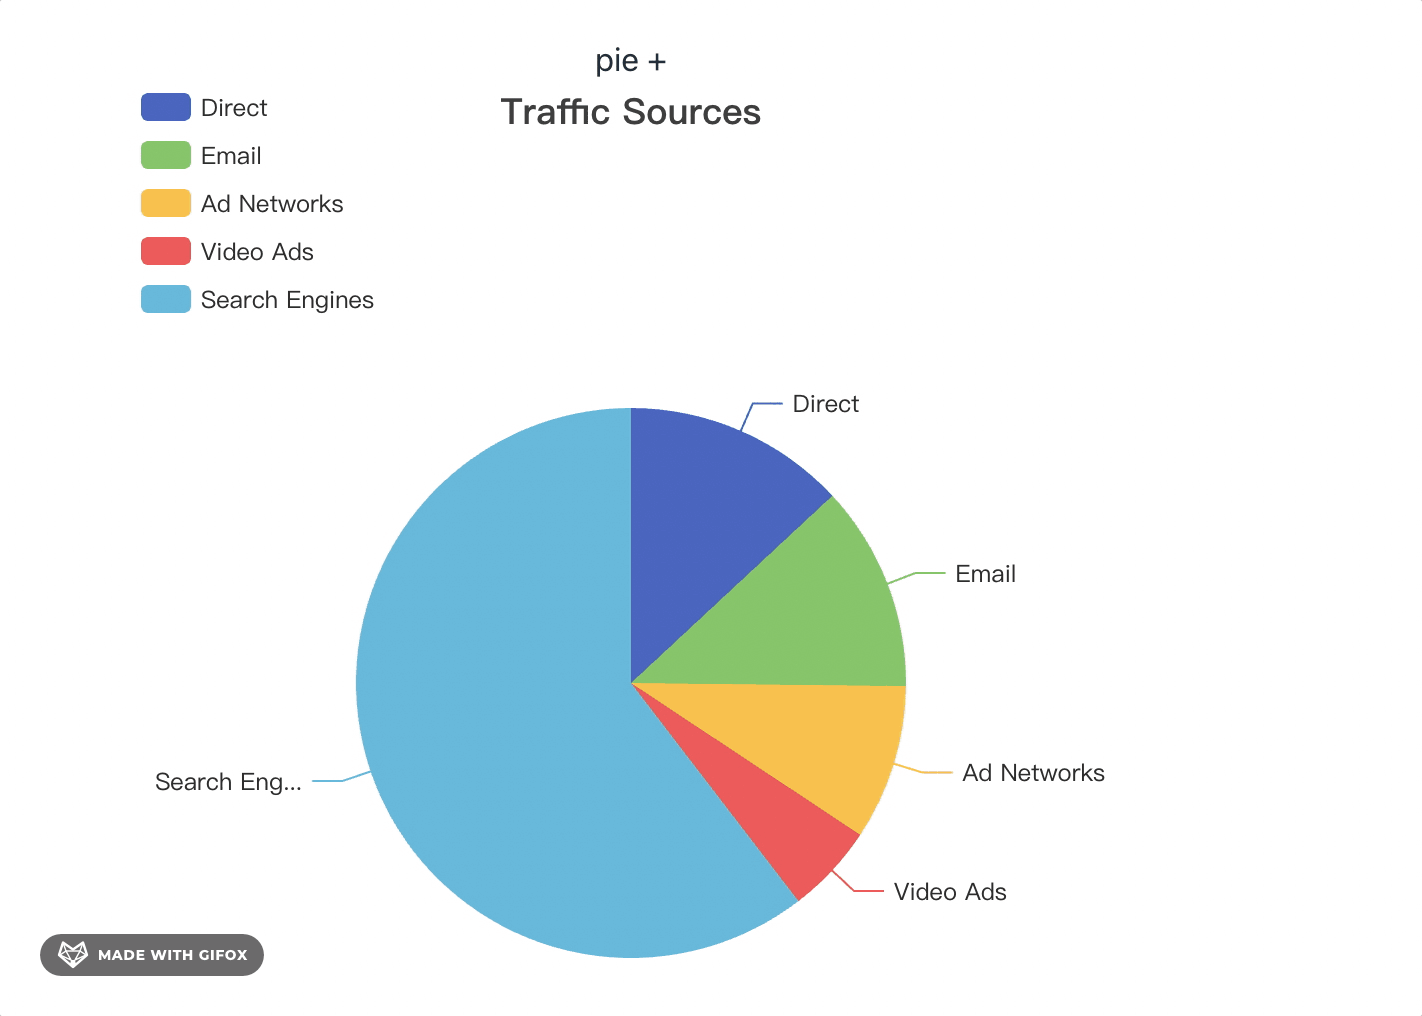 pie +
Traffic Sources
Direct
Email
Ad Networks
Video Ads
Search Engines
Direct
Email
Ad Networks
Search Eng...
Video Ads
MADE WITH GIFOX